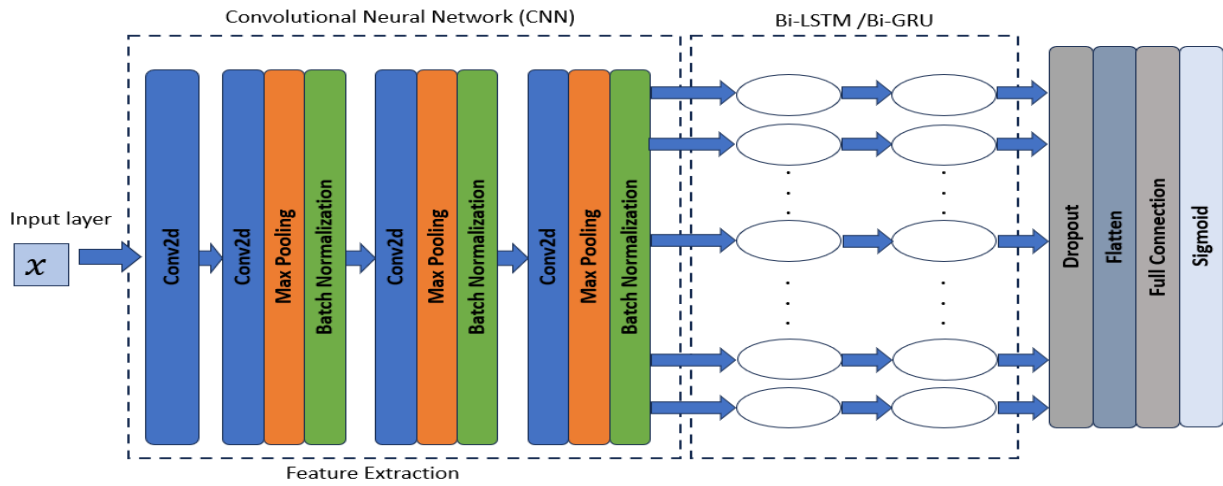 Convolutional Neural Network (CNN)
Bi-LSTM /Bi-GRU
Input layer
x
Conv2d
Conv2d
Max Pooling
Batch Normalization
Conv2d
Max Pooling
Batch Normalization
Conv2d
Max Pooling
Batch Normalization
Dropout
Flatten
Full Connection
Sigmoid
Feature Extraction